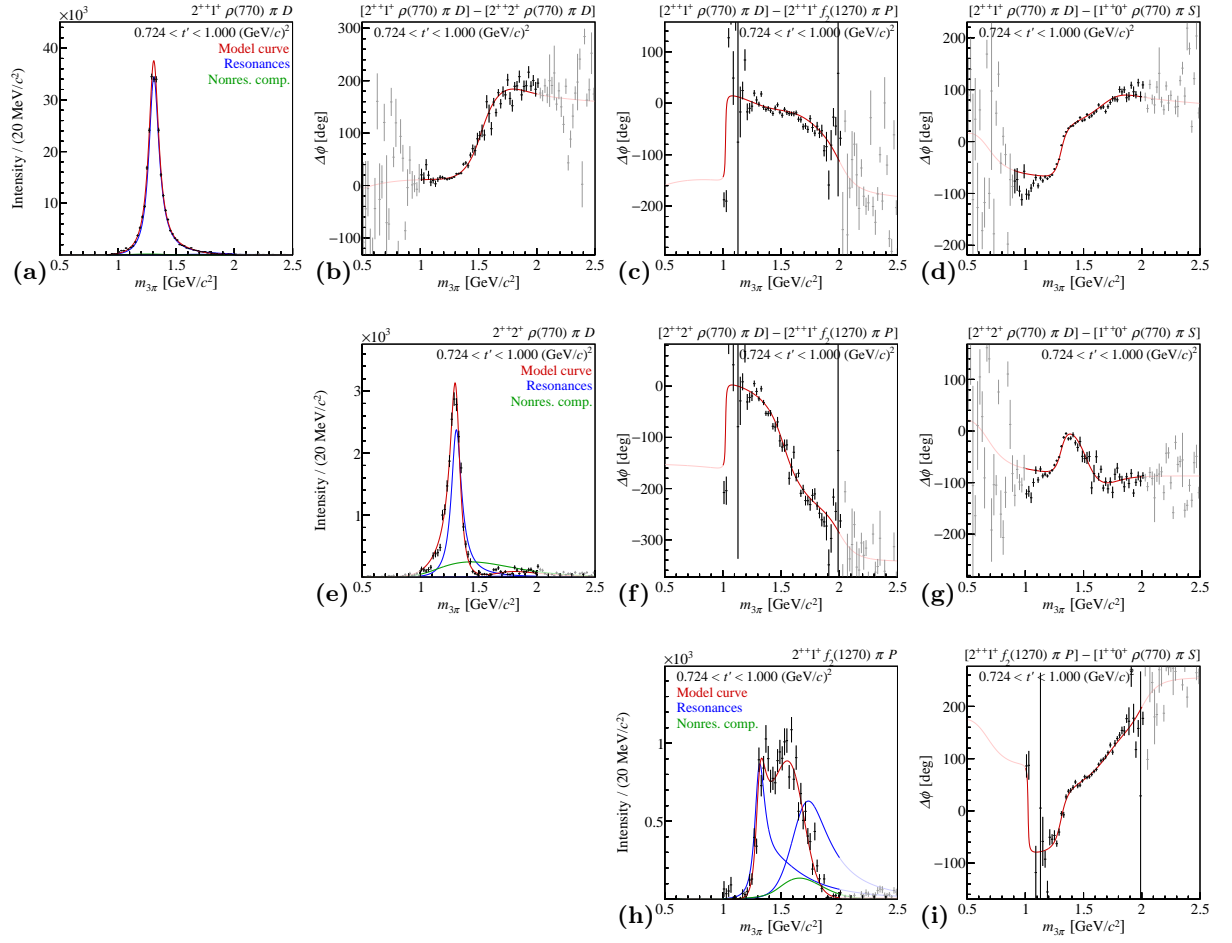 ×10³
2⁺⁺1⁺ ρ(770) π D
0.724 < t′ < 1.000 (GeV/c)²
Model curve
Resonances
Nonres. comp.
Intensity / (20 MeV/c²)
40
30
20
10
0.5 1 1.5 2 2.5
m₃π [GeV/c²]
(a)
[2⁺⁺1⁺ ρ(770) π D] − [2⁺⁺2⁺ ρ(770) π D]
0.724 < t′ < 1.000 (GeV/c)²
Δϕ [deg]
300
200
100
0
−100
0.5 1 1.5 2 2.5
m₃π [GeV/c²]
(b)
[2⁺⁺1⁺ ρ(770) π D] − [2⁺⁺1⁺ f₂(1270) π P]
0.724 < t′ < 1.000 (GeV/c)²
Δϕ [deg]
100
0
−100
−200
0.5 1 1.5 2 2.5
m₃π [GeV/c²]
(c)
[2⁺⁺1⁺ ρ(770) π D] − [1⁺⁺0⁺ ρ(770) π S]
0.724 < t′ < 1.000 (GeV/c)²
Δϕ [deg]
200
100
0
−100
−200
0.5 1 1.5 2 2.5
m₃π [GeV/c²]
(d)
×10³
2⁺⁺2⁺ ρ(770) π D
0.724 < t′ < 1.000 (GeV/c)²
Model curve
Resonances
Nonres. comp.
Intensity / (20 MeV/c²)
3
2
1
0.5 1 1.5 2 2.5
m₃π [GeV/c²]
(e)
[2⁺⁺2⁺ ρ(770) π D] − [2⁺⁺1⁺ f₂(1270) π P]
0.724 < t′ < 1.000 (GeV/c)²
Δϕ [deg]
0
−100
−200
−300
0.5 1 1.5 2 2.5
m₃π [GeV/c²]
(f)
[2⁺⁺2⁺ ρ(770) π D] − [1⁺⁺0⁺ ρ(770) π S]
0.724 < t′ < 1.000 (GeV/c)²
Δϕ [deg]
100
0
−100
−200
0.5 1 1.5 2 2.5
m₃π [GeV/c²]
(g)
×10³
2⁺⁺1⁺ f₂(1270) π P
0.724 < t′ < 1.000 (GeV/c)²
Model curve
Resonances
Nonres. comp.
Intensity / (20 MeV/c²)
1
0.5
0.5 1 1.5 2 2.5
m₃π [GeV/c²]
(h)
[2⁺⁺1⁺ f₂(1270) π P] − [1⁺⁺0⁺ ρ(770) π S]
0.724 < t′ < 1.000 (GeV/c)²
Δϕ [deg]
200
100
0
−100
0.5 1 1.5 2 2.5
m₃π [GeV/c²]
(i)